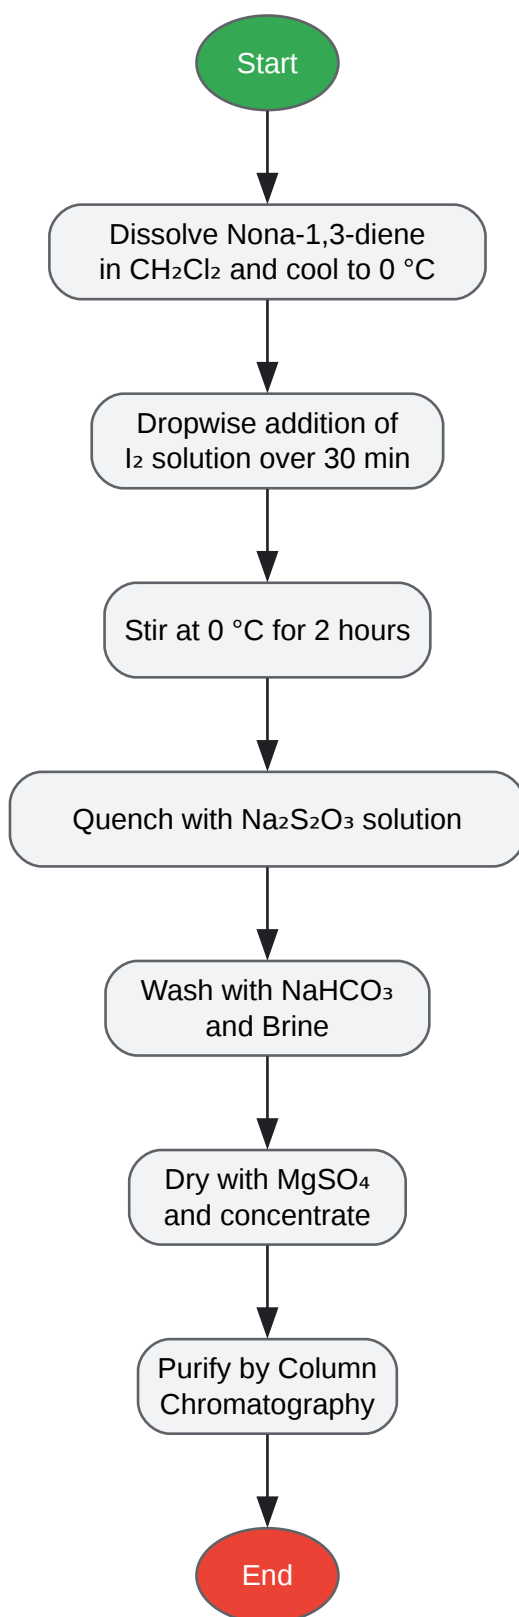 Start
Dissolve Nona-1,3-diene
in CH₂Cl₂ and cool to 0 °C
Dropwise addition of
I₂ solution over 30 min
Stir at 0 °C for 2 hours
Quench with Na₂S₂O₃ solution
Wash with NaHCO₃
and Brine
Dry with MgSO₄
and concentrate
Purify by Column
Chromatography
End